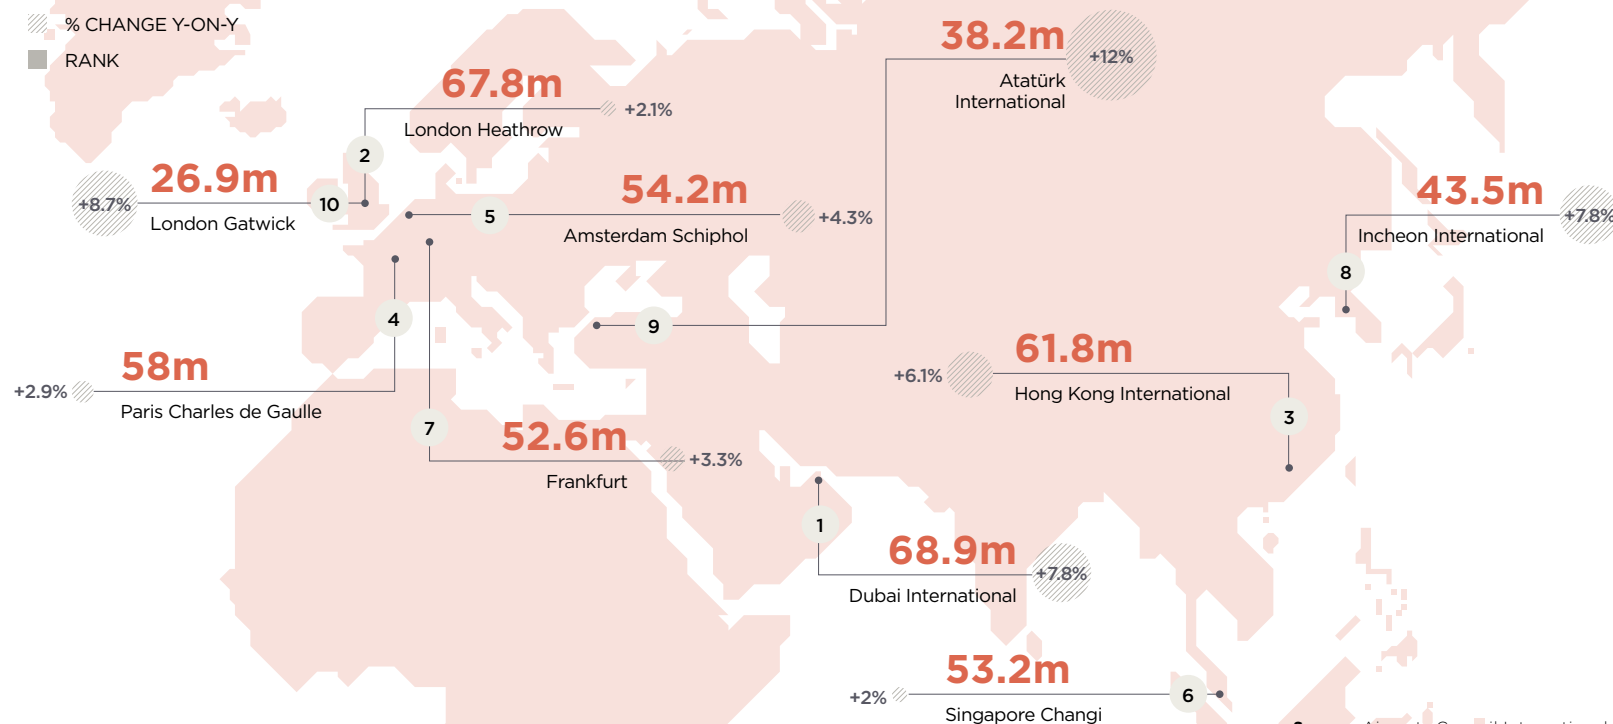 % CHANGE Y-ON-Y
RANK
38.2m
+12%
Atatürk
International
67.8m
+2.1%
London Heathrow
2
26.9m
+8.7%
10
London Gatwick
54.2m
5
+4.3%
Amsterdam Schiphol
43.5m
+7.8%
Incheon International
8
4
9
61.8m
+6.1%
Hong Kong International
3
58m
+2.9%
Paris Charles de Gaulle
7
52.6m
+3.3%
Frankfurt
1
68.9m
+7.8%
Dubai International
53.2m
+2%
6
Singapore Changi